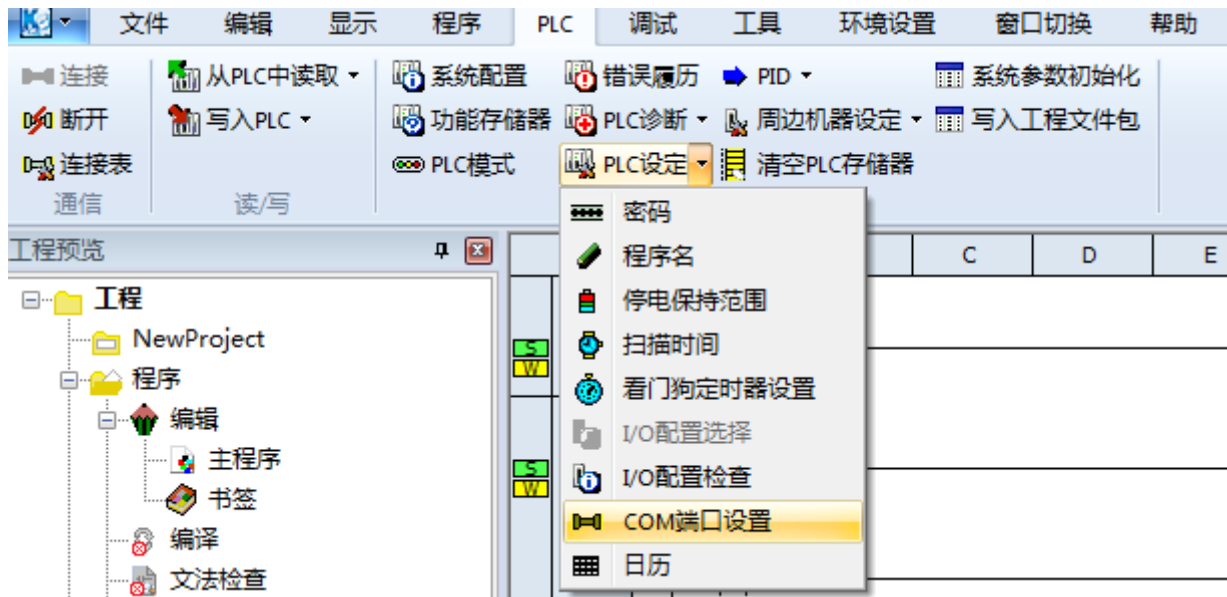 文件 编辑 显示 程序 PLC 调试 工具 环境设置 窗口切换 帮助
连接 从PLC中读取 系统配置 错误履历 PID 系统参数初始化
断开 写入PLC 功能存储器 PLC诊断 周边机器设定 写入工程文件包
连接表 PLC模式 PLC设定 清空PLC存储器
通信 读/写
密码
工程预览
程序名 C D E
工程 停电保持范围
NewProject 扫描时间
S
W
程序 看门狗定时器设置
编辑 I/O配置选择
主程序 I/O配置检查
S
W
书签
COM端口设置
编译
日历
文法检查